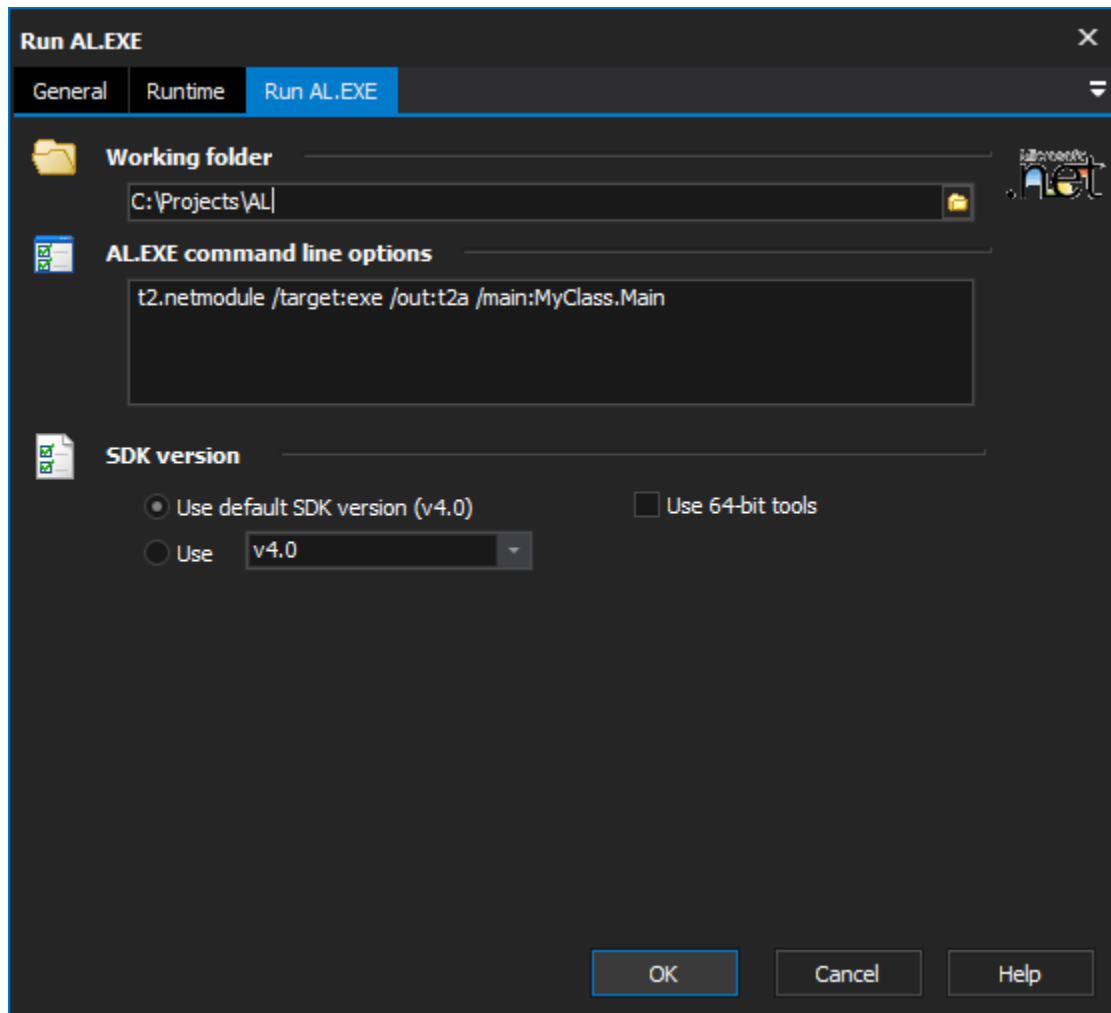 Run AL.EXE
General Runtime Run AL.EXE
Working folder
Microsoft
.net
C:\Projects\AL
AL.EXE command line options
t2.netmodule /target:exe /out:t2a /main:MyClass.Main
SDK version
Use default SDK version (v4.0) Use 64-bit tools
Use v4.0
OK Cancel Help